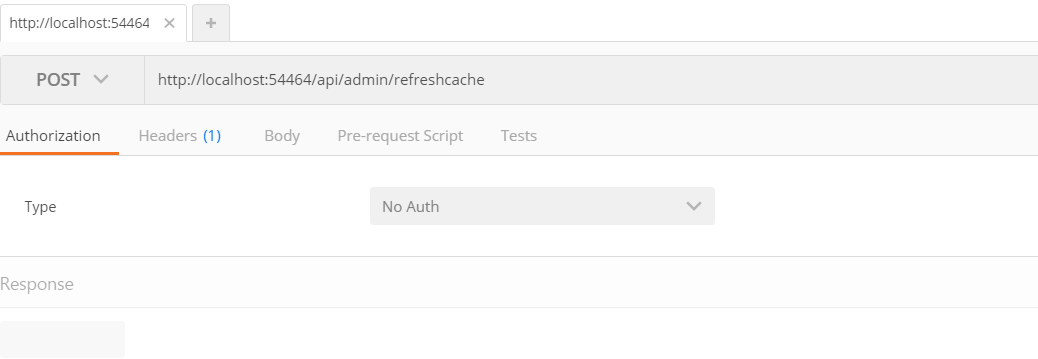 http://localhost:54464
POST http://localhost:54464/api/admin/refreshcache
Authorization Headers (1) Body Pre-request Script Tests
Type No Auth
Response